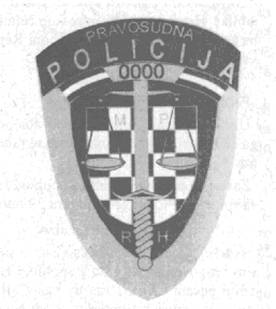 PRAVOSUDNA
POLICIJA
0000
M P
R H